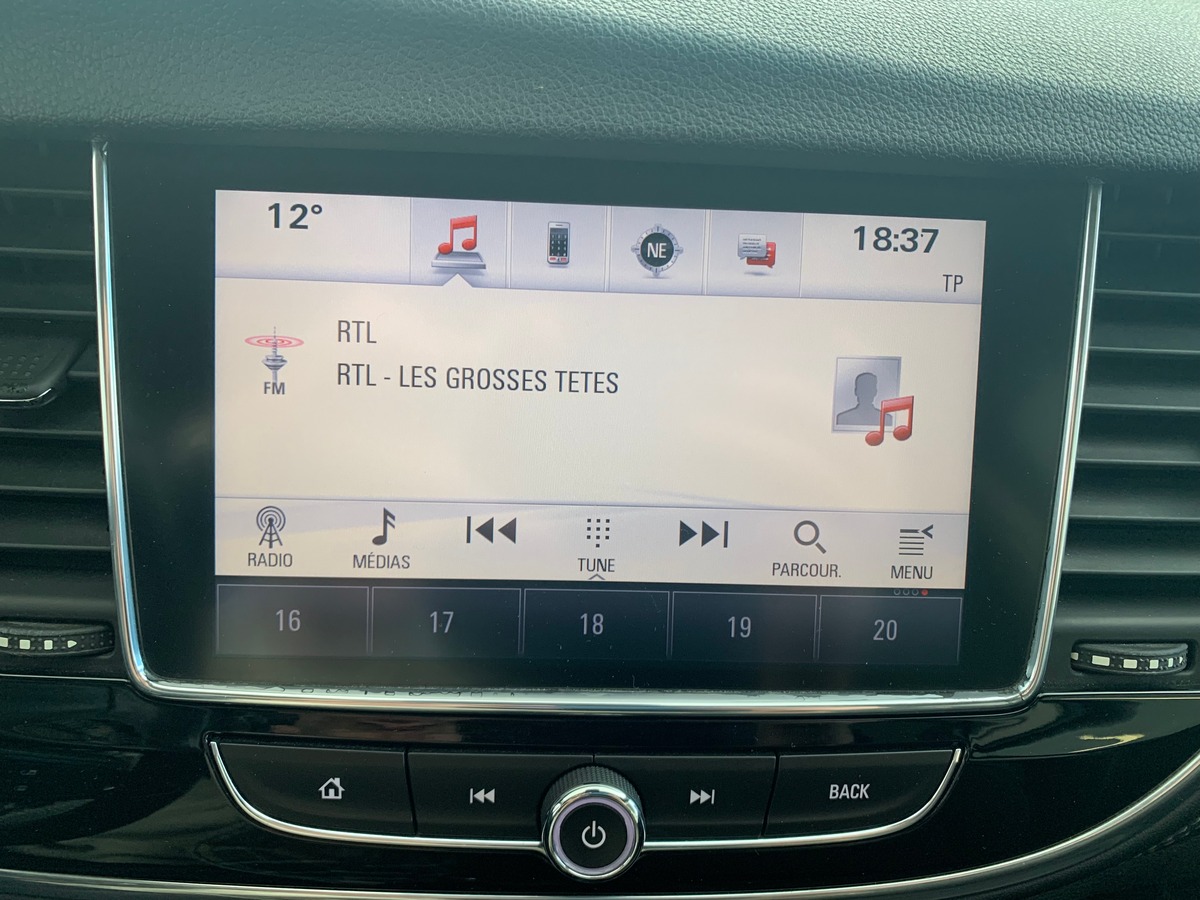 12°
NE
18:37
TP
FM
RTL
RTL - LES GROSSES TETES
RADIO
MÉDIAS
TUNE
PARCOUR.
MENU
16 17 18 19 20
BACK